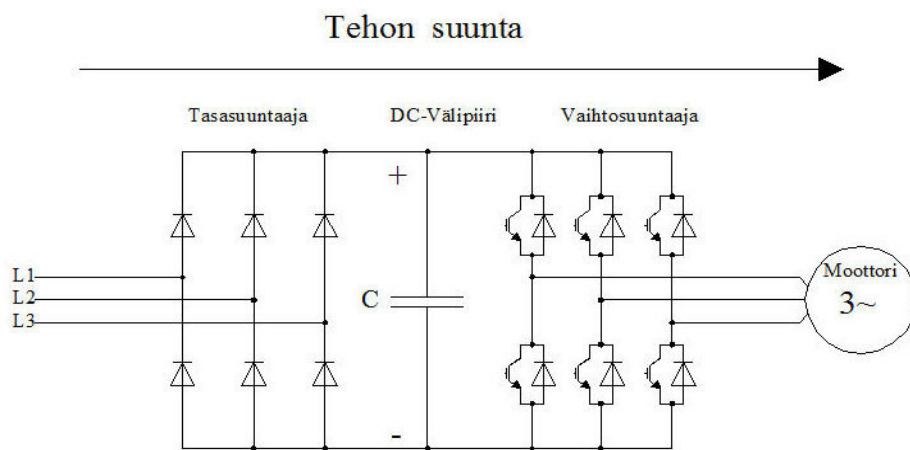 Tehon suunta
Tasasuuntaaja
DC-Välipiiri
Vaihtosuuntaaja
+
L1
L2
L3
C
Moottori
3~
-